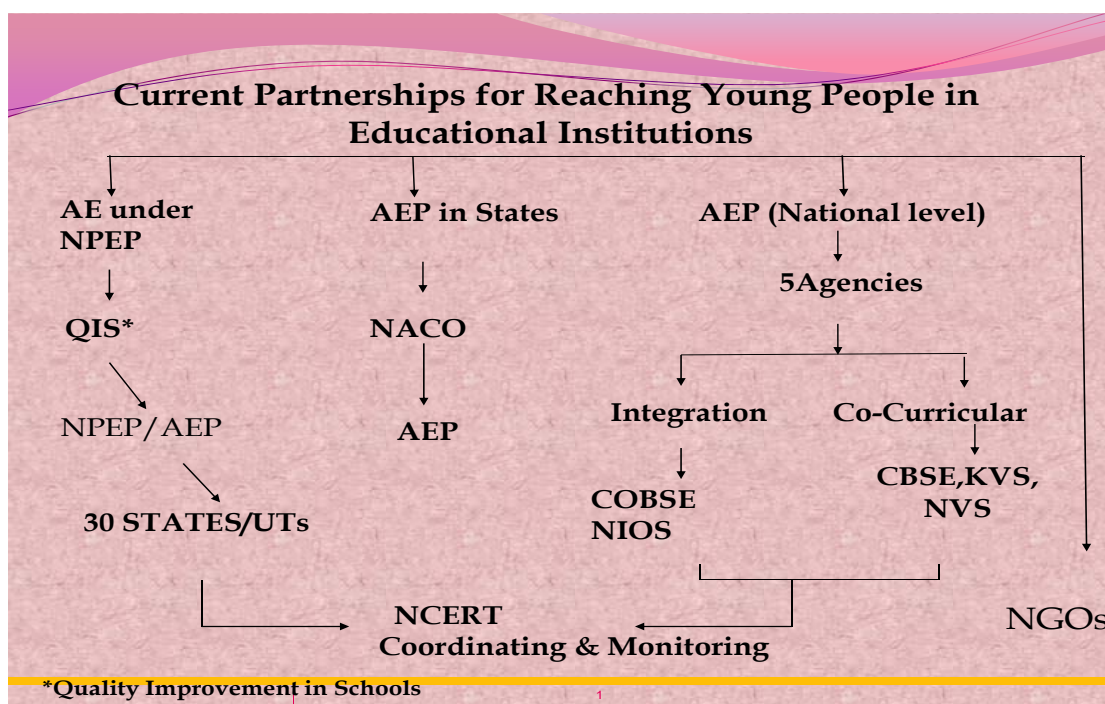 Current Partnerships for Reaching Young People in
Educational Institutions
AE under
NPEP
AEP in States
AEP (National level)
5Agencies
QIS*
NACO
Integration
Co-Curricular
NPEP/AEP
AEP
CBSE,KVS,
NVS
COBSE
NIOS
30 STATES/UTs
NCERT
Coordinating & Monitoring
NGOs
*Quality Improvement in Schools
1